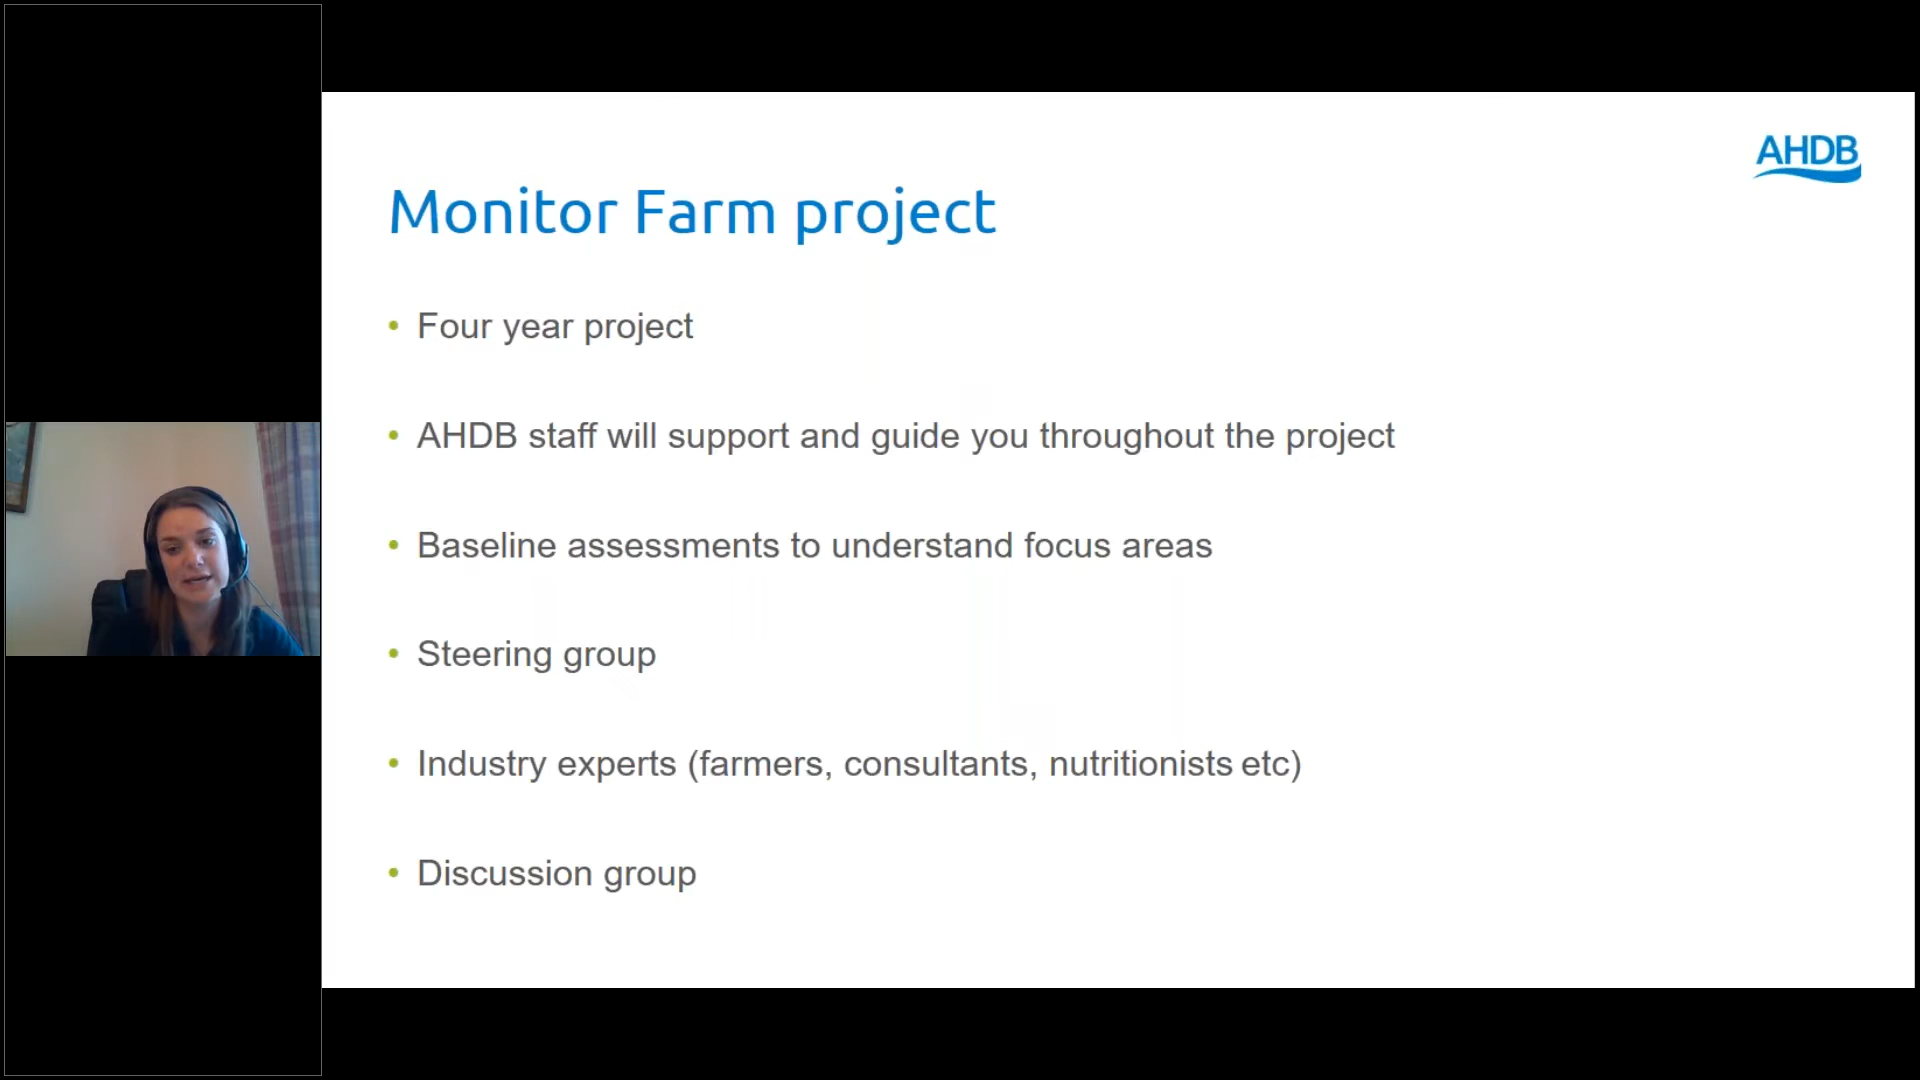 AHDB
Monitor Farm project
• Four year project
• AHDB staff will support and guide you throughout the project
• Baseline assessments to understand focus areas
• Steering group
• Industry experts (farmers, consultants, nutritionists etc)
• Discussion group